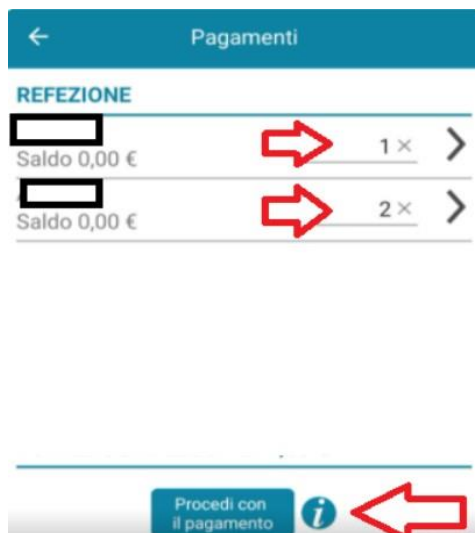 Pagamenti
REFEZIONE
1 ×
Saldo 0,00 €
2 ×
Saldo 0,00 €
Procedi con
il pagamento
i